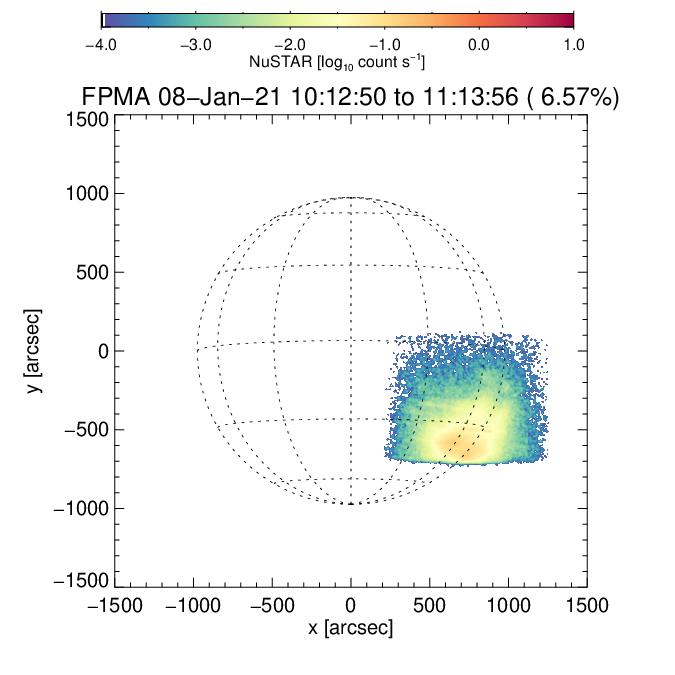 −4.0 −3.0 −2.0 −1.0 0.0 1.0
NuSTAR [log₁₀ count s⁻¹]
FPMA 08−Jan−21 10:12:50 to 11:13:56 ( 6.57%)
1500
1000
500
0
−500
−1000
−1500
y [arcsec]
−1500 −1000 −500 0 500 1000 1500
x [arcsec]